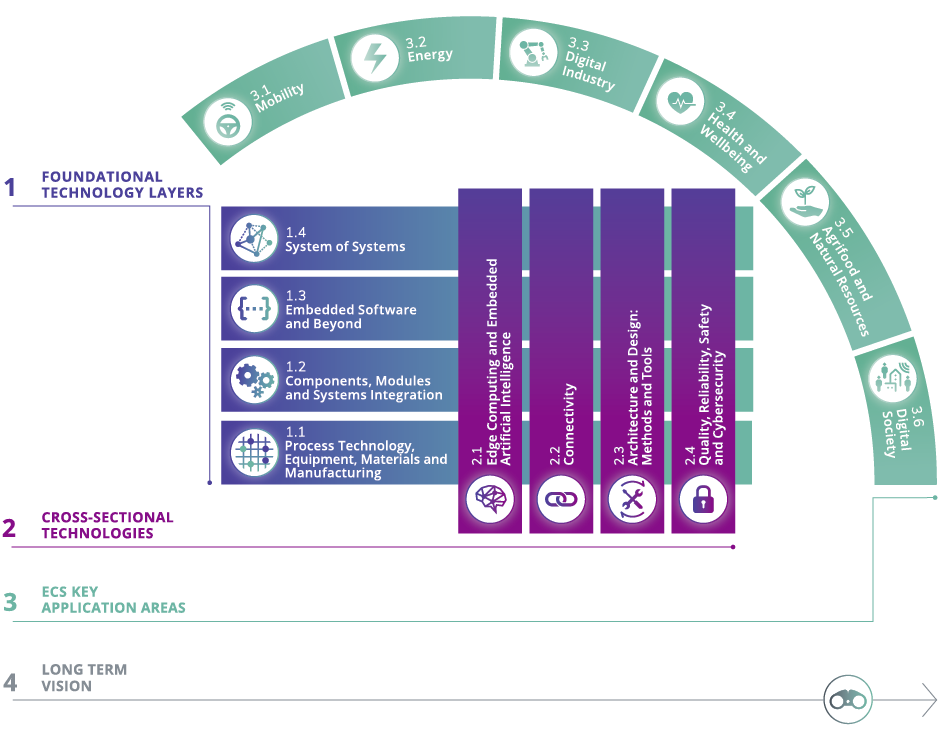 3.1
Mobility
3.2
Energy
3.3
Digital
Industry
3.4
Health and
Wellbeing
3.5
Agrifood and
Natural Resources
3.6
Digital
Society
1
FOUNDATIONAL
TECHNOLOGY LAYERS
1.4
System of Systems
1.3
Embedded Software
and Beyond
1.2
Components, Modules
and Systems Integration
1.1
Process Technology,
Equipment, Materials and
Manufacturing
2.1
Edge Computing and Embedded
Artificial Intelligence
2.2
Connectivity
2.3
Architecture and Design:
Methods and Tools
2.4
Quality, Reliability, Safety
and Cybersecurity
2
CROSS-SECTIONAL
TECHNOLOGIES
3
ECS KEY
APPLICATION AREAS
4
LONG TERM
VISION